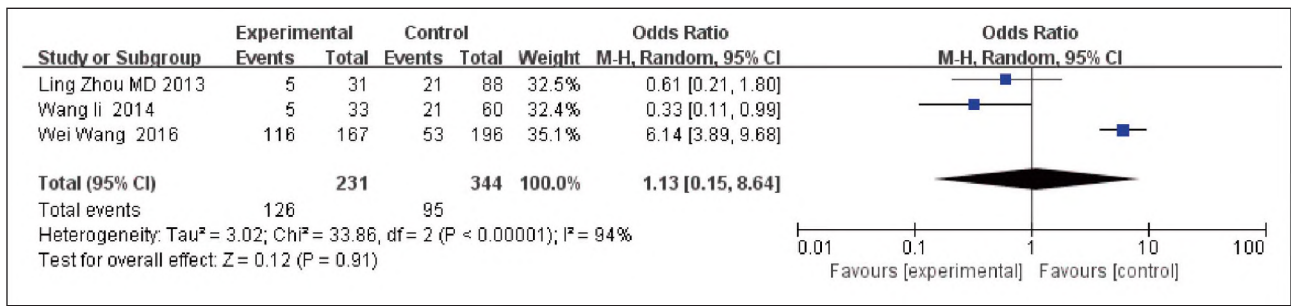 Experimental Control Odds Ratio Odds Ratio
Study or Subgroup Events Total Events Total Weight M-H, Random, 95% CI M-H, Random, 95% CI
Ling Zhou MD 2013 5 31 21 88 32.5% 0.61 [0.21, 1.80]
Wang li 2014 5 33 21 60 32.4% 0.33 [0.11, 0.99]
Wei Wang 2016 116 167 53 196 35.1% 6.14 [3.89, 9.68]
Total (95% CI) 231 344 100.0% 1.13 [0.15, 8.64]
Total events 126 95
Heterogeneity: Tau² = 3.02; Chi² = 33.86, df = 2 (P < 0.00001); I² = 94%
Test for overall effect: Z = 0.12 (P = 0.91)
0.01 0.1 1 10 100
Favours [experimental] Favours [control]